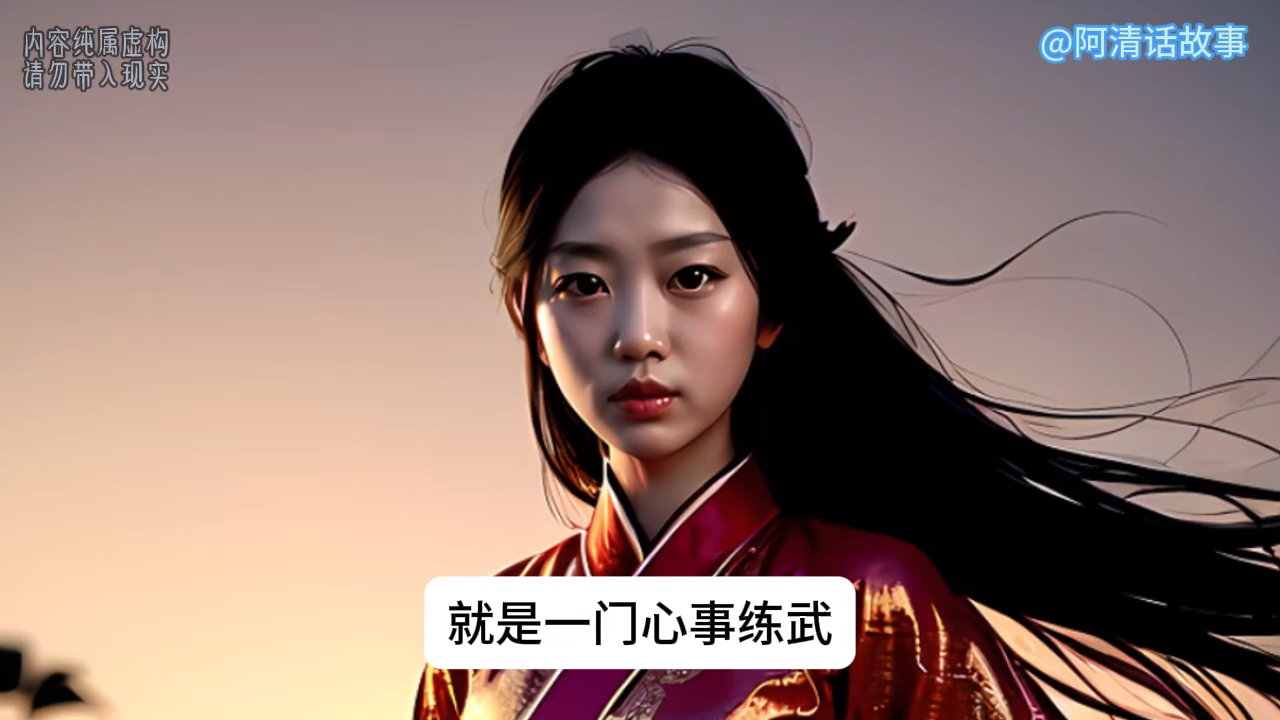 内容纯属虚构
请勿带入现实
@阿清话故事
就是一门心事练武